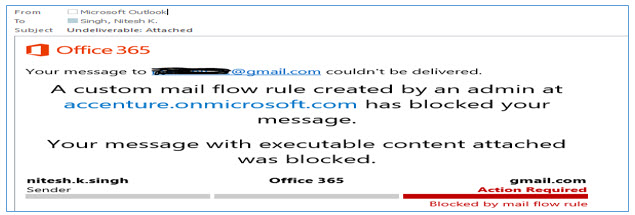 From Microsoft Outlook
To Singh, Nitesh K.
Subject Undeliverable: Attached
Office 365
Your message to @gmail.com couldn't be delivered.
A custom mail flow rule created by an admin at
accenture.onmicrosoft.com has blocked your
message.
Your message with executable content attached
was blocked.
nitesh.k.singh Office 365 gmail.com
Sender Action Required
Blocked by mail flow rule